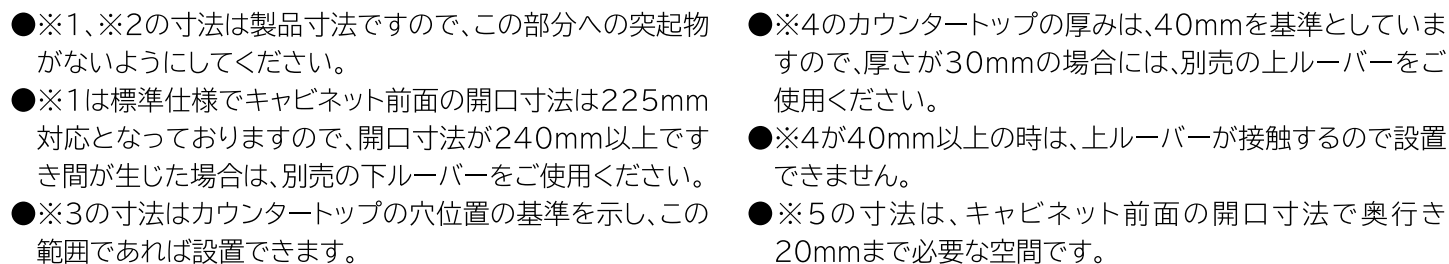 ●※1、※2の寸法は製品寸法ですので、この部分への突起物
がないようにしてください。
●※1は標準仕様でキャビネット前面の開口寸法は225mm
対応となっておりますので、開口寸法が240mm以上です
き間が生じた場合は、別売の下ルーバーをご使用ください。
●※3の寸法はカウンタートップの穴位置の基準を示し、この
範囲であれば設置できます。
●※4のカウンタートップの厚みは、40mmを基準としていま
すので、厚さが30mmの場合には、別売の上ルーバーをご
使用ください。
●※4が40mm以上の時は、上ルーバーが接触するので設置
できません。
●※5の寸法は、キャビネット前面の開口寸法で奥行き
20mmまで必要な空間です。